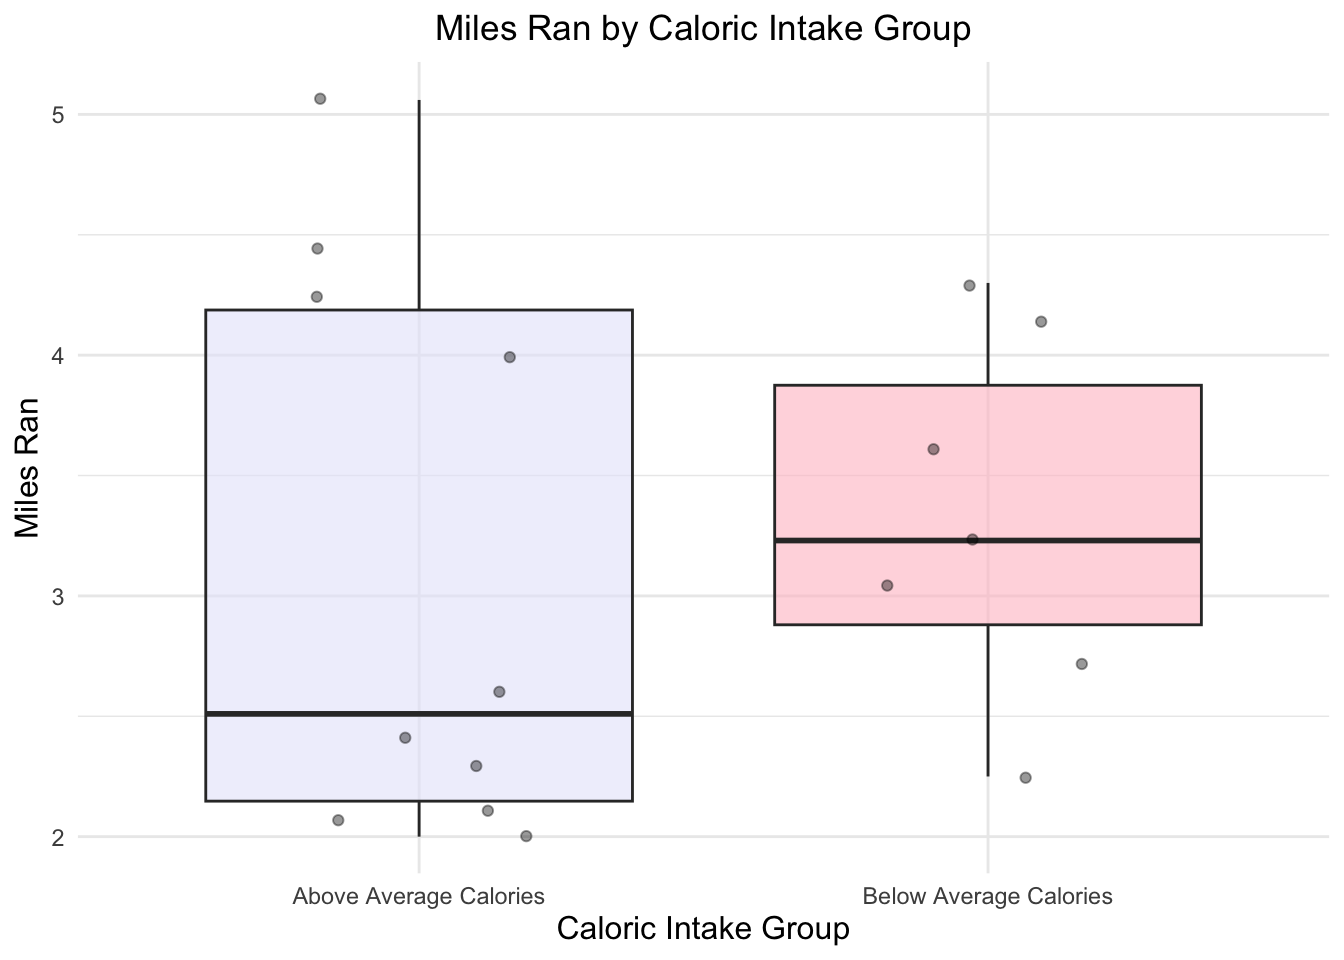 Miles Ran by Caloric Intake Group
Miles Ran
5
4
3
2
Above Average Calories
Below Average Calories
Caloric Intake Group